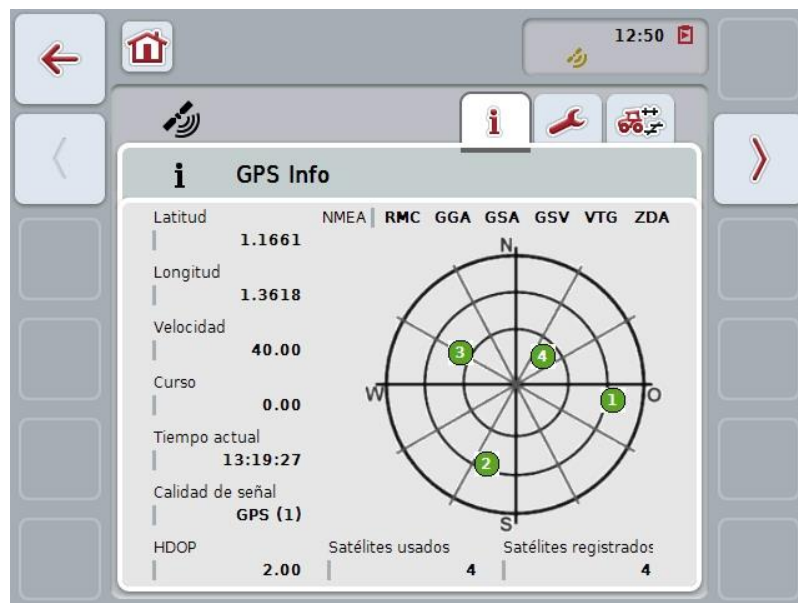 12:50
i
i GPS Info
Latitud
1.1661
NMEA RMC GGA GSA GSV VTG ZDA
N
Longitud
1.3618
Velocidad
40.00
3
4
Curso
0.00
W
1
O
Tiempo actual
13:19:27
2
Calidad de señal
GPS (1)
S
HDOP
2.00
Satélites usados
4
Satélites registrados
4